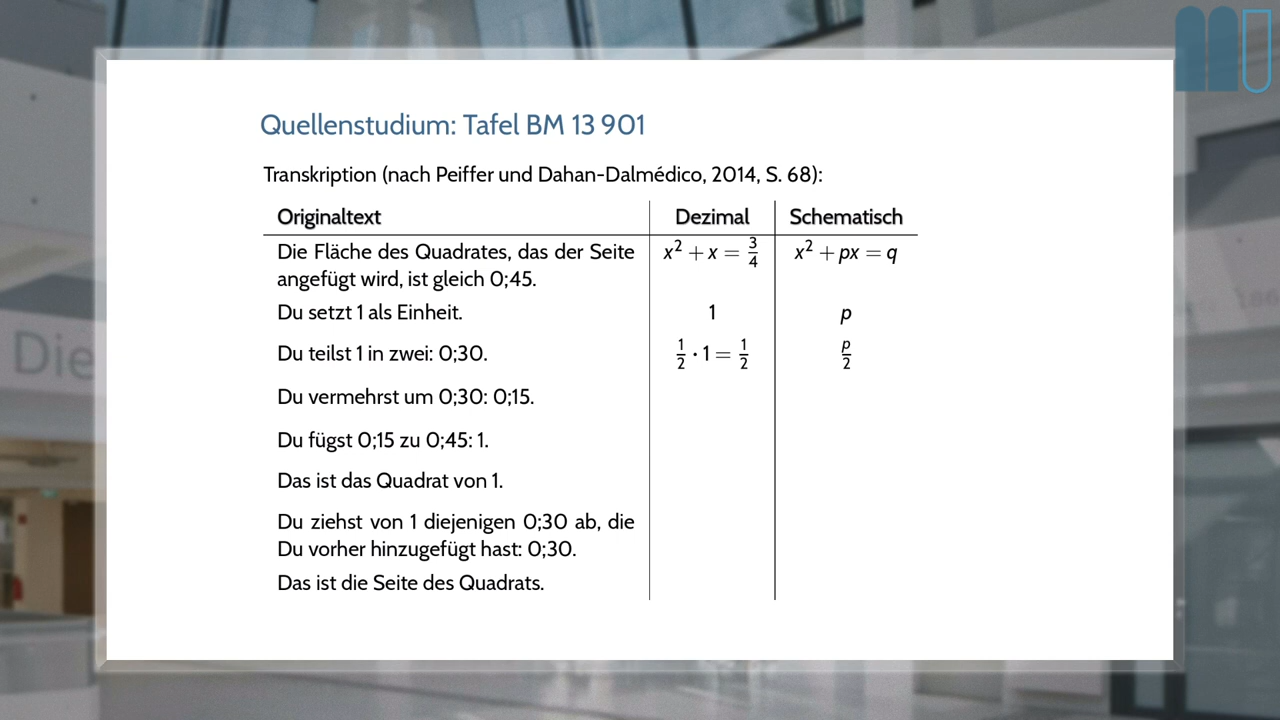 Quellenstudium: Tafel BM 13 901
Transkription (nach Peiffer und Dahan-Dalmédico, 2014, S. 68):
Originaltext Dezimal Schematisch
Die Fläche des Quadrates, das der Seite x² + x = 3/4 x² + px = q
angefügt wird, ist gleich 0;45.
Du setzt 1 als Einheit. 1 p
Du teilst 1 in zwei: 0;30. 1/2 · 1 = 1/2 p/2
Du vermehrst um 0;30: 0;15.
Du fügst 0;15 zu 0;45: 1.
Das ist das Quadrat von 1.
Du ziehst von 1 diejenigen 0;30 ab, die
Du vorher hinzugefügt hast: 0;30.
Das ist die Seite des Quadrats.
Die